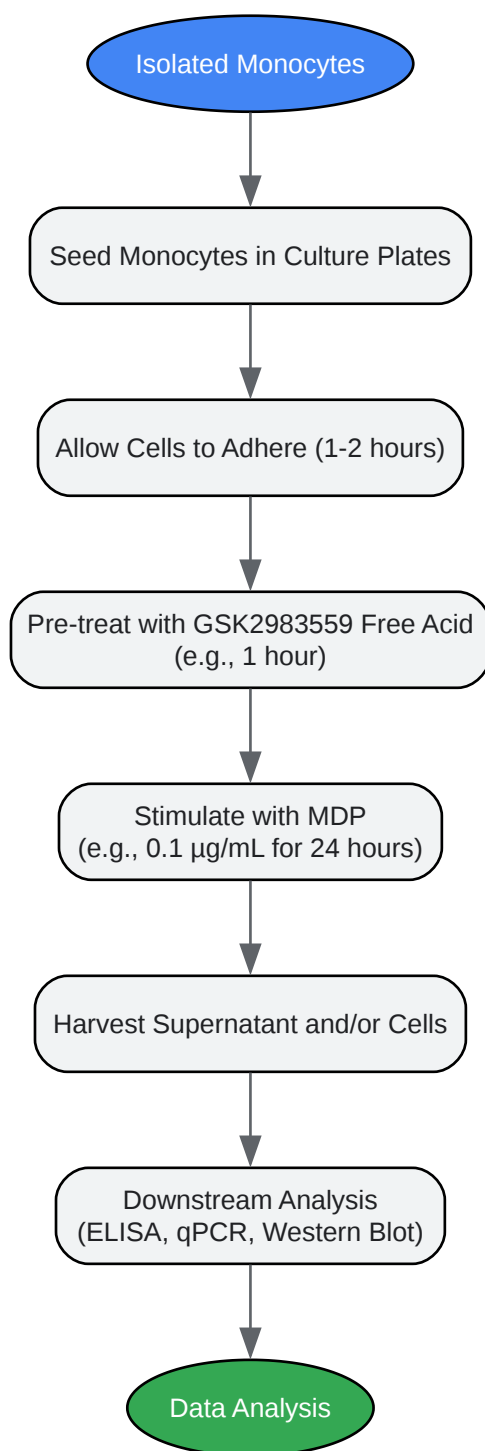 Isolated Monocytes
Seed Monocytes in Culture Plates
Allow Cells to Adhere (1-2 hours)
Pre-treat with GSK2983559 Free Acid
(e.g., 1 hour)
Stimulate with MDP
(e.g., 0.1 µg/mL for 24 hours)
Harvest Supernatant and/or Cells
Downstream Analysis
(ELISA, qPCR, Western Blot)
Data Analysis